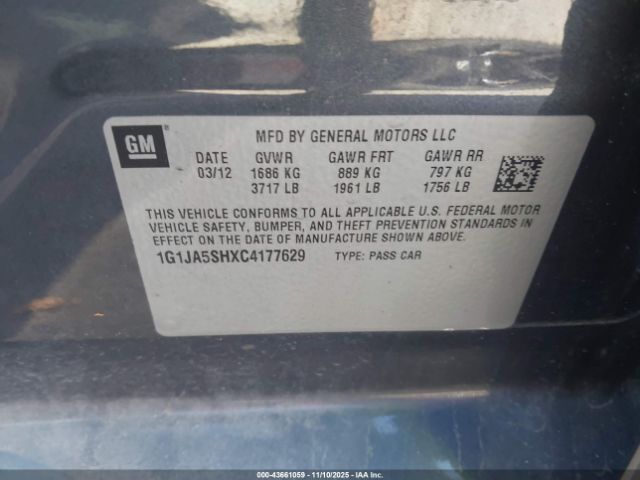 GM ®
MFD BY GENERAL MOTORS LLC
DATE GVWR GAWR FRT GAWR RR
03/12 1686 KG 889 KG 797 KG
3717 LB 1961 LB 1756 LB
THIS VEHICLE CONFORMS TO ALL APPLICABLE U.S. FEDERAL MOTOR
VEHICLE SAFETY, BUMPER, AND THEFT PREVENTION STANDARDS IN
EFFECT ON THE DATE OF MANUFACTURE SHOWN ABOVE.
1G1JA5SHXC4177629 TYPE: PASS CAR
00-43661059 - 11/10/2025 - IAA Inc.